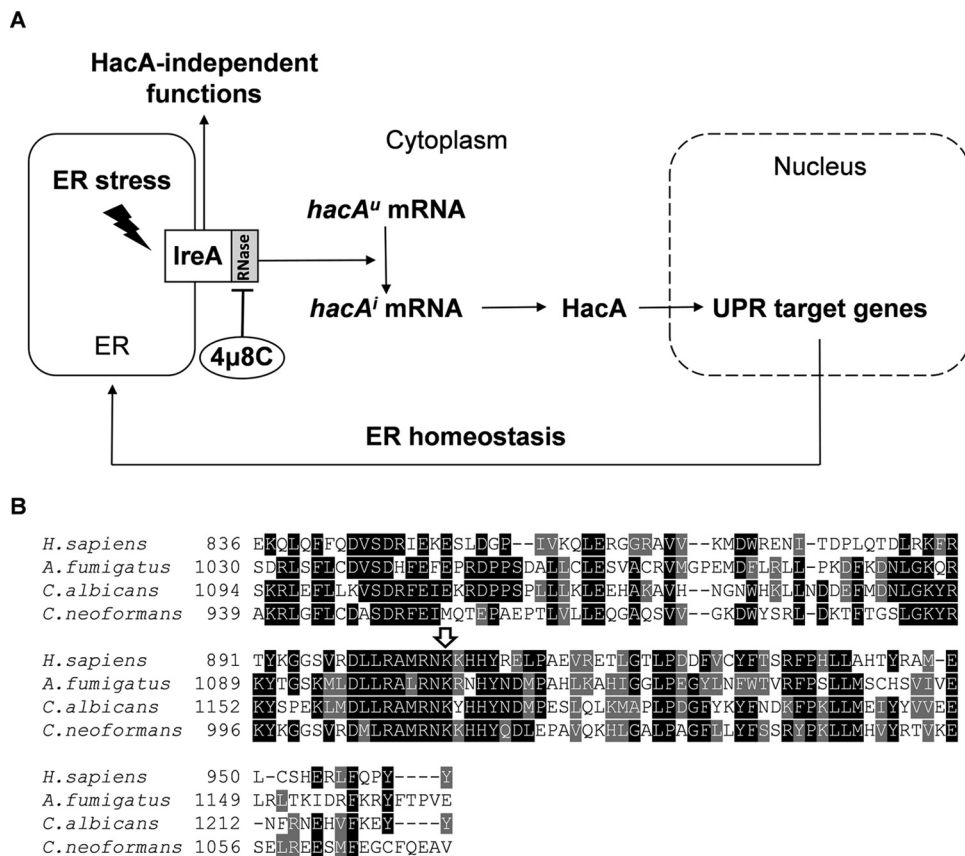 A
HacA-independent
functions
Cytoplasm
Nucleus
ER stress
hacAᵘ mRNA
IreA
RNase
hacAⁱ mRNA
HacA
UPR target genes
ER
4µ8C
ER homeostasis
B
H.sapiens 836 EKQLQFFQDVSDRIEKESLDGP--IVKQLERGGRAVV-KMDWRENI-TDPLQTDLRKFR
A.fumigatus 1030 SDRLSFLCDVSDHFEFEPRDPPSDALLCLESVACRVMGPEMDFLRLL-PKDFKDNLGKQR
C.albicans 1094 SKRLEFLLKVSDRFEIEKRDPPSPLLLKLEEHAKAVH-NGNWHKLLNDDEFMDNLGKYR
C.neoformans 939 AKRLGFLCDASDRFEIMQTEPAEPTLVLLEQGAQSVV--GKDWYSRL-DKTFTGSLGKYR
H.sapiens 891 TYKGGSVRDLLRAMRNKKHHYRELPAEVRETLGTLPDDFVCYFTSRFPHLLAHTYRAM-E
A.fumigatus 1089 KYTGSKMLDLLRALRNKRNHYNDMPAHLKAHIGGLPEGYLNFWTVRFPSLLMSCHSVIVE
C.albicans 1152 KYSPEKLMDLLRALRNKYHHYNDMPESLQLKMAPLPDGFYKYFNDKFPKLLMEIYYVVEE
C.neoformans 996 KYKGGSVRDMLRAMRNKKHHYQDLEPAVQKHLGALPAGFLLYFSSRYPKLLMHVYRTVKE
H.sapiens 950 L-CSHERLFQPY----Y
A.fumigatus 1149 LRLTKIDRFKRYFTPVE
C.albicans 1212 -NFRNEHVFKEY----Y
C.neoformans 1056 SELREESMFEGCFQEAV